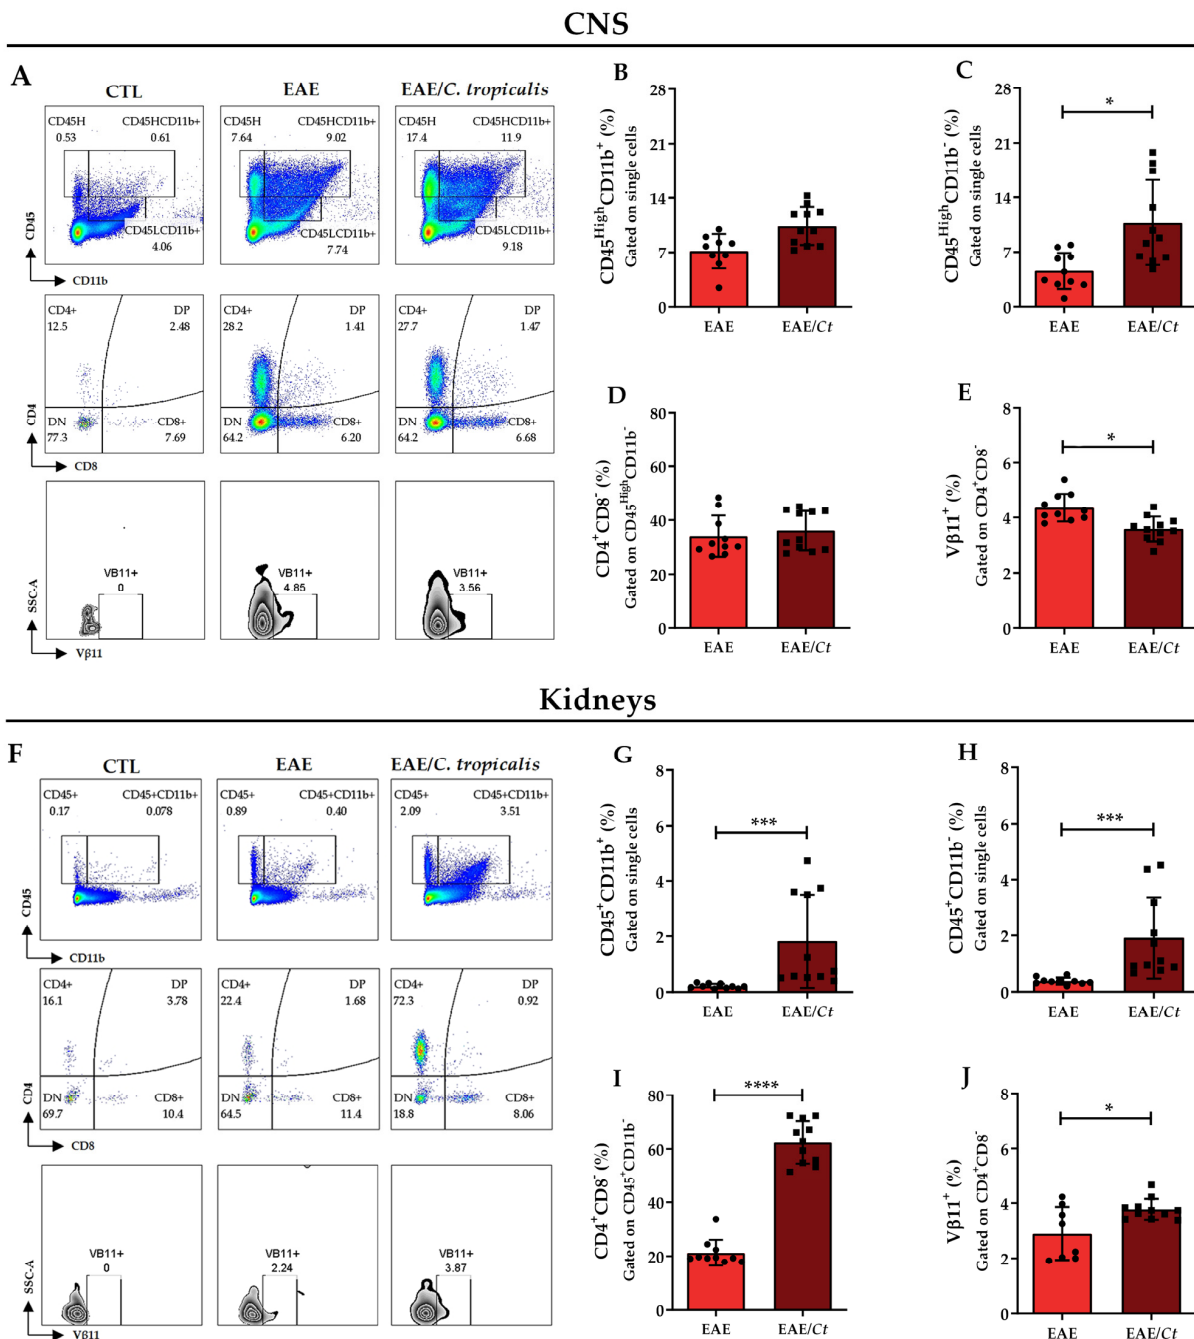 CNS
A
CTL
EAE
EAE/C. tropicalis
CD45H
0.53
CD45HCD11b+
0.61
CD45LCD11b+
4.06
CD45H
7.64
CD45HCD11b+
9.02
CD45LCD11b+
7.74
CD45H
17.4
CD45HCD11b+
11.9
CD45LCD11b+
9.18
CD45
CD11b
CD4+
12.5
DP
2.48
DN
77.3
CD8+
7.69
CD4+
28.2
DP
1.41
DN
64.2
CD8+
6.20
CD4+
27.7
DP
1.47
DN
64.2
CD8+
6.68
CD4
CD8
VB11+
0
VB11+
4.85
VB11+
3.56
SSC-A
Vβ11
B
CD45HighCD11b+ (%)
Gated on single cells
28
21
14
7
0
EAE
EAE/Ct
C
CD45HighCD11b- (%)
Gated on single cells
28
21
14
7
0
*
EAE
EAE/Ct
D
CD4+CD8- (%)
Gated on CD45HighCD11b-
80
60
40
20
0
EAE
EAE/Ct
E
Vβ11+ (%)
Gated on CD4+CD8-
8
6
4
2
0
*
EAE
EAE/Ct
Kidneys
F
CTL
EAE
EAE/C. tropicalis
CD45+
0.17
CD45+CD11b+
0.078
CD45+
0.89
CD45+CD11b+
0.40
CD45+
2.09
CD45+CD11b+
3.51
CD45
CD11b
CD4+
16.1
DP
3.78
DN
69.7
CD8+
10.4
CD4+
22.4
DP
1.68
DN
64.5
CD8+
11.4
CD4+
72.3
DP
0.92
DN
18.8
CD8+
8.06
CD4
CD8
VB11+
0
VB11+
2.24
VB11+
3.87
SSC-A
Vβ11
G
CD45+CD11b+ (%)
Gated on single cells
8
6
4
2
0
***
EAE
EAE/Ct
H
CD45+CD11b- (%)
Gated on single cells
8
6
4
2
0
***
EAE
EAE/Ct
I
CD4+CD8- (%)
Gated on CD45+CD11b-
80
60
40
20
0
****
EAE
EAE/Ct
J
Vβ11+ (%)
Gated on CD4+CD8-
8
6
4
2
0
*
EAE
EAE/Ct